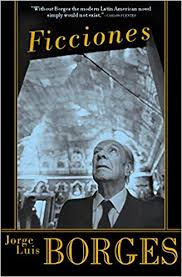 "Without Borges the modern Latin American novel
simply would not exist." —CARLOS FUENTES
Ficciones
Jorge
Luis
BORGES